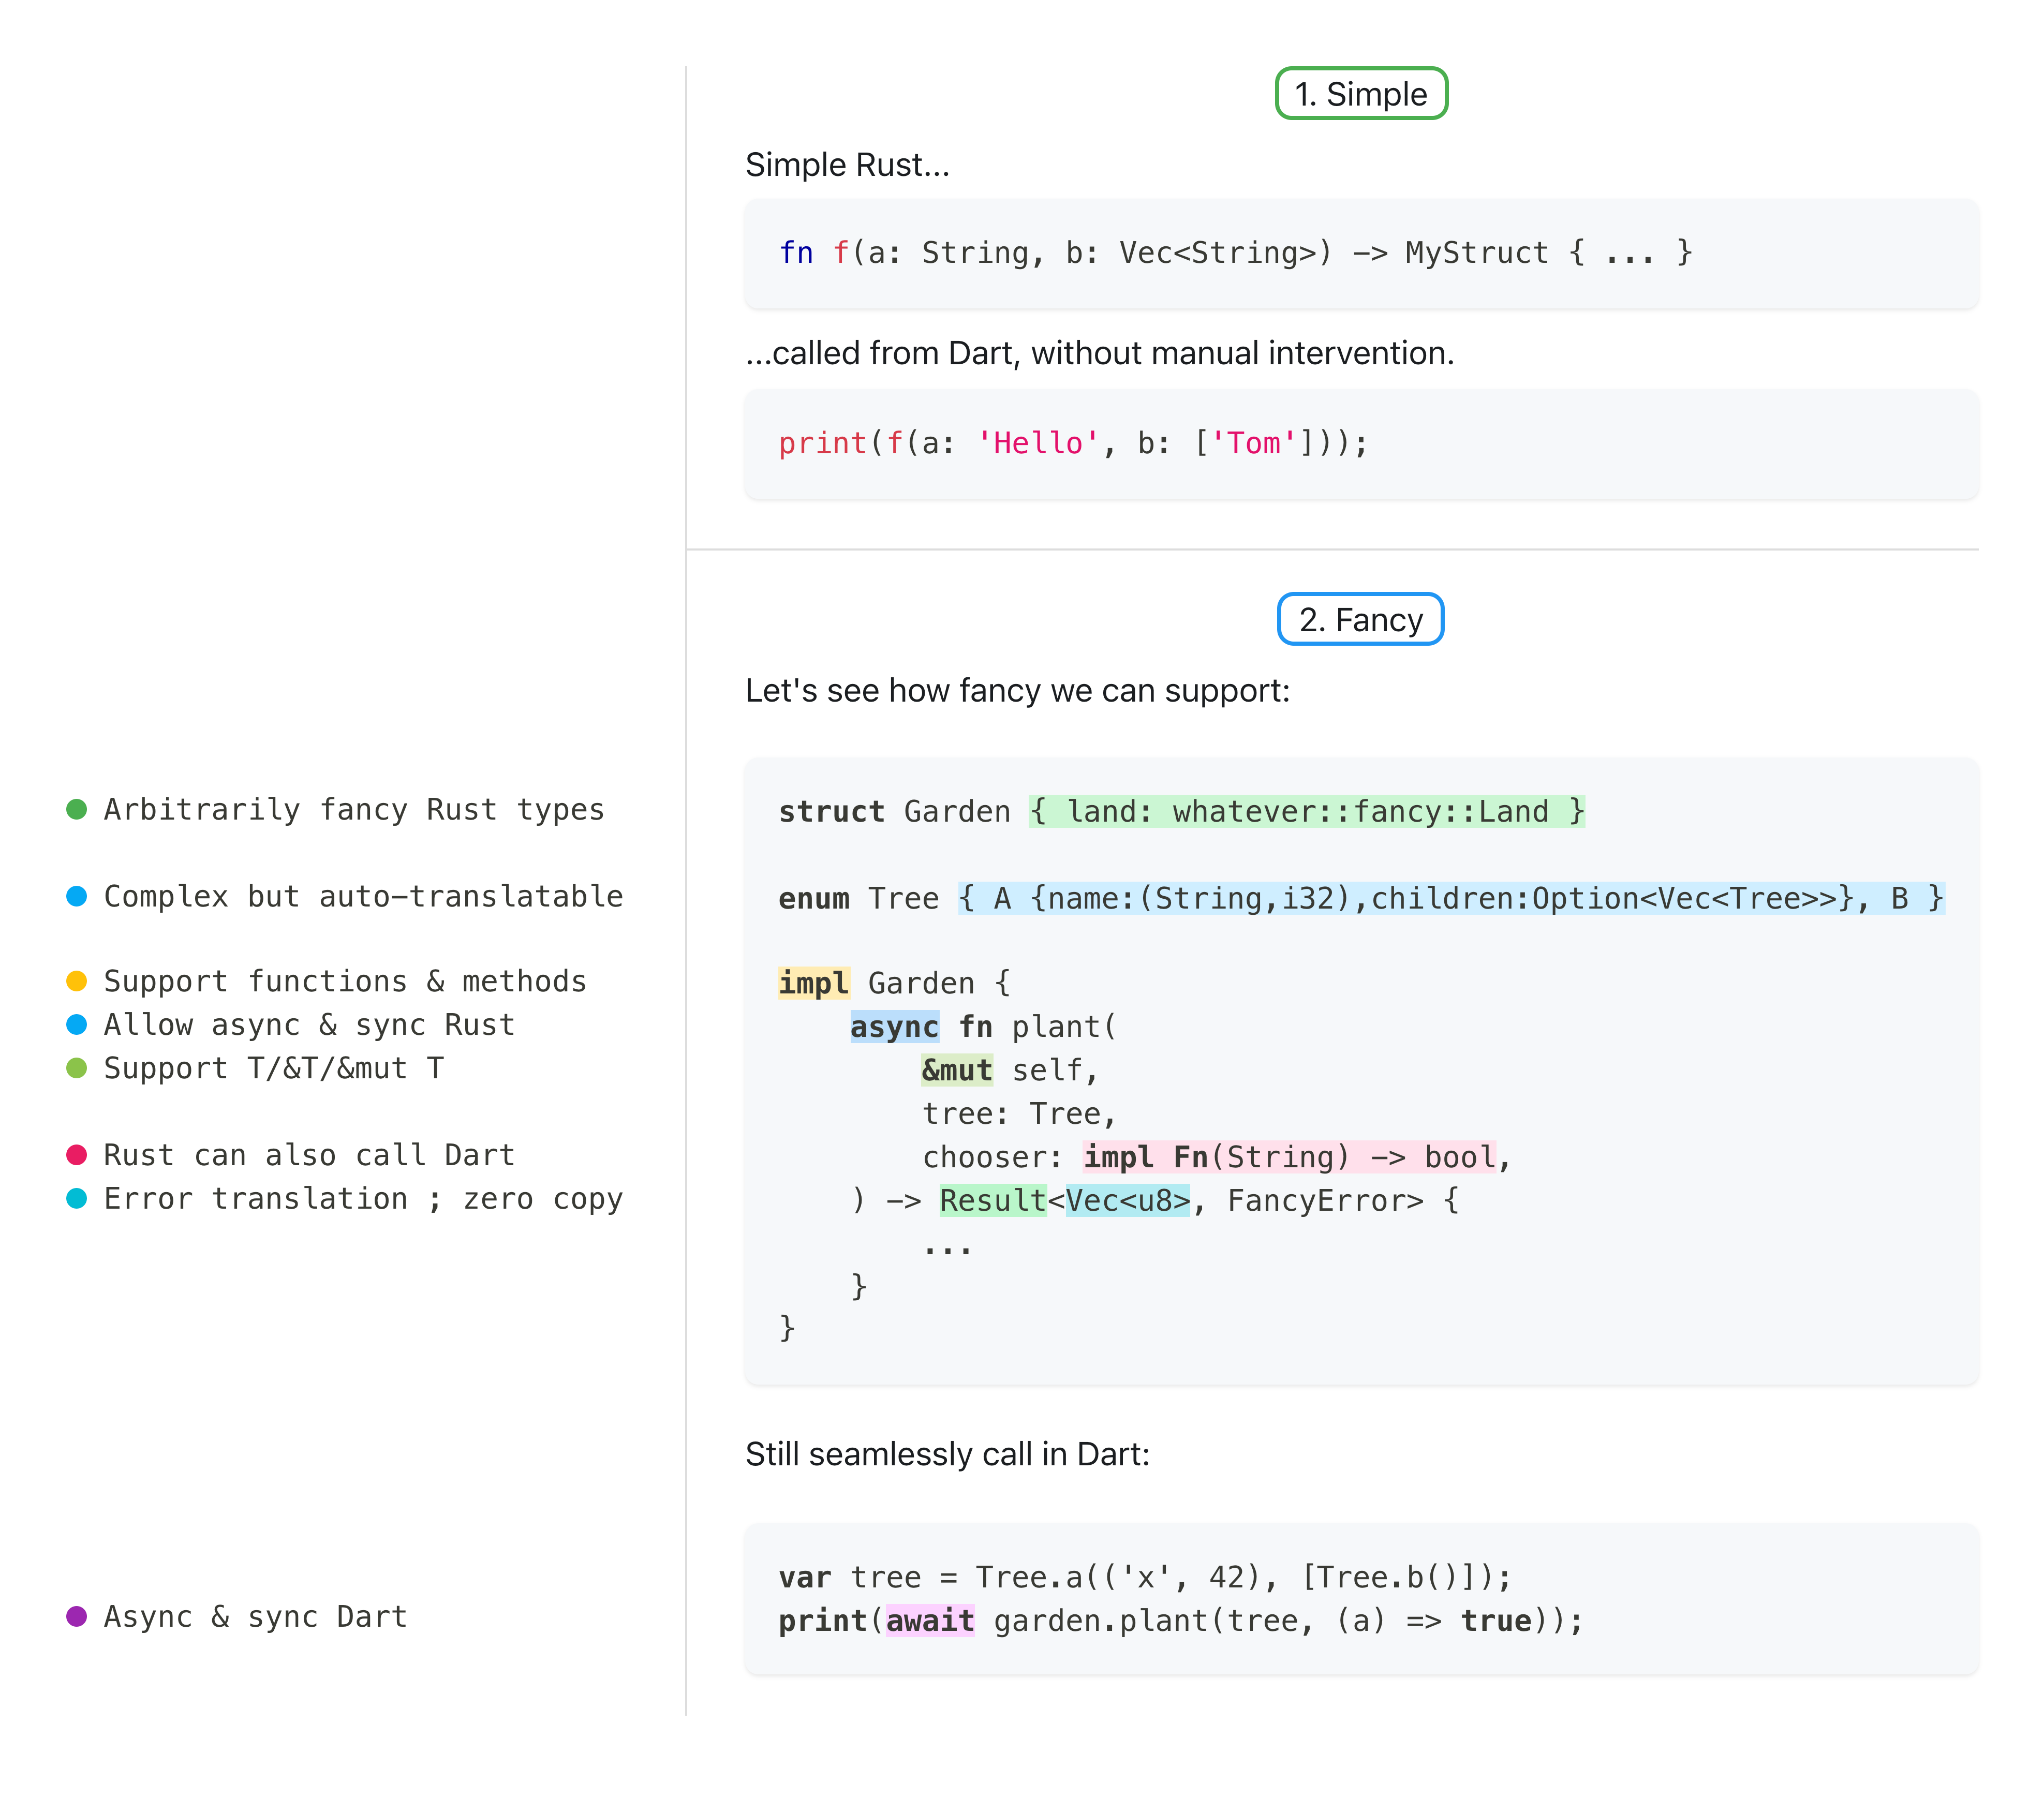 1. Simple
Simple Rust...
fn f(a: String, b: Vec<String>) -> MyStruct { ... }
...called from Dart, without manual intervention.
print(f(a: 'Hello', b: ['Tom']));
2. Fancy
Let's see how fancy we can support:
Arbitrarily fancy Rust types
struct Garden { land: whatever::fancy::Land }
Complex but auto-translatable
enum Tree { A {name:(String,i32),children:Option<Vec<Tree>>}, B }
Support functions & methods
impl Garden {
Allow async & sync Rust
async fn plant(
Support T/&T/&mut T
&mut self,
tree: Tree,
Rust can also call Dart
chooser: impl Fn(String) -> bool,
Error translation ; zero copy
) -> Result<Vec<u8>, FancyError> {
...
}
}
Still seamlessly call in Dart:
var tree = Tree.a(('x', 42), [Tree.b()]);
Async & sync Dart
print(await garden.plant(tree, (a) => true));